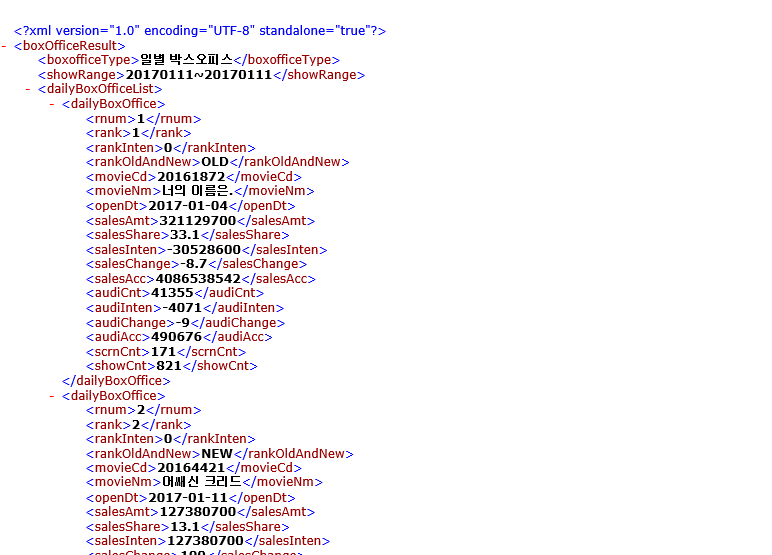 <?xml version="1.0" encoding="UTF-8" standalone="true"?>
- <boxOfficeResult>
<boxofficeType>일별 박스오피스</boxofficeType>
<showRange>20170111~20170111</showRange>
- <dailyBoxOfficeList>
- <dailyBoxOffice>
<rnum>1</rnum>
<rank>1</rank>
<rankInten>0</rankInten>
<rankOldAndNew>OLD</rankOldAndNew>
<movieCd>20161872</movieCd>
<movieNm>너의 이름은.</movieNm>
<openDt>2017-01-04</openDt>
<salesAmt>321129700</salesAmt>
<salesShare>33.1</salesShare>
<salesInten>-30528600</salesInten>
<salesChange>-8.7</salesChange>
<salesAcc>4086538542</salesAcc>
<audiCnt>41355</audiCnt>
<audiInten>-4071</audiInten>
<audiChange>-9</audiChange>
<audiAcc>490676</audiAcc>
<scrnCnt>171</scrnCnt>
<showCnt>821</showCnt>
</dailyBoxOffice>
- <dailyBoxOffice>
<rnum>2</rnum>
<rank>2</rank>
<rankInten>0</rankInten>
<rankOldAndNew>NEW</rankOldAndNew>
<movieCd>20164421</movieCd>
<movieNm>어쌔신 크리드</movieNm>
<openDt>2017-01-11</openDt>
<salesAmt>127380700</salesAmt>
<salesShare>13.1</salesShare>
<salesInten>127380700</salesInten>
<salesChange>100</salesChange>